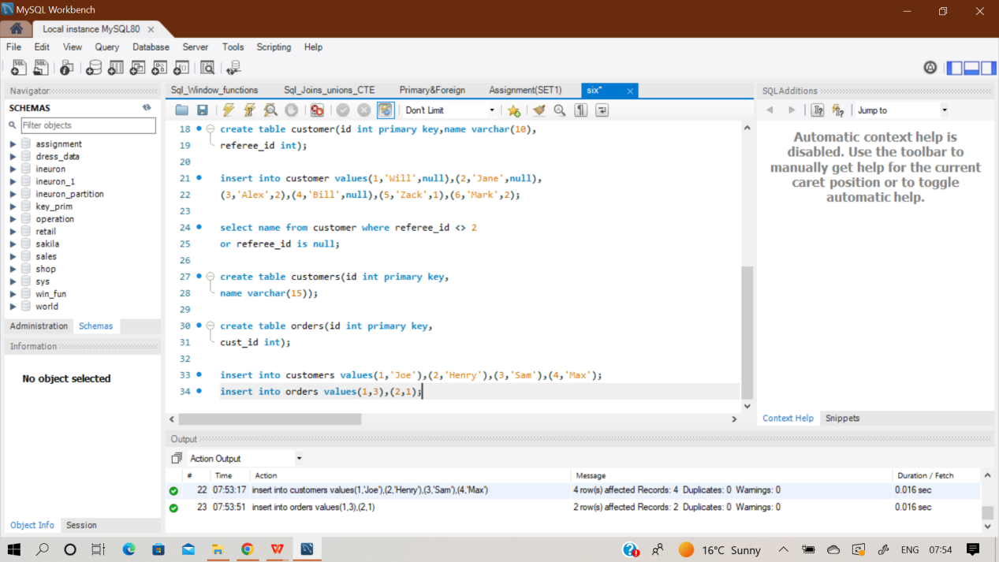 MySQL Workbench
Local instance MySQL80
File Edit View Query Database Server Tools Scripting Help
Navigator
SCHEMAS
Filter objects
assignment
dress_data
ineuron
ineuron_1
ineuron_partition
key_prim
operation
retail
sakila
sales
shop
sys
win_fun
world
Administration Schemas
Information
No object selected
Object Info Session
Sql_Window_functions Sql_Joins_unions_CTE Primary&Foreign Assignment(SET1) six*
Don't Limit
18 create table customer(id int primary key,name varchar(10),
19 referee_id int);
20
21 insert into customer values(1,'Will',null),(2,'Jane',null),
22 (3,'Alex',2),(4,'Bill',null),(5,'Zack',1),(6,'Mark',2);
23
24 select name from customer where referee_id <> 2
25 or referee_id is null;
26
27 create table customers(id int primary key,
28 name varchar(15));
29
30 create table orders(id int primary key,
31 cust_id int);
32
33 insert into customers values(1,'Joe'),(2,'Henry'),(3,'Sam'),(4,'Max');
34 insert into orders values(1,3),(2,1);
SQLAdditions
Jump to
Automatic context help is
disabled. Use the toolbar to
manually get help for the current
caret position or to toggle
automatic help.
Context Help Snippets
Output
Action Output
# Time Action Message Duration / Fetch
22 07:53:17 insert into customers values(1,'Joe'),(2,'Henry'),(3,'Sam'),(4,'Max') 4 row(s) affected Records: 4 Duplicates: 0 Warnings: 0 0.016 sec
23 07:53:51 insert into orders values(1,3),(2,1) 2 row(s) affected Records: 2 Duplicates: 0 Warnings: 0 0.016 sec
16°C Sunny ENG 07:54